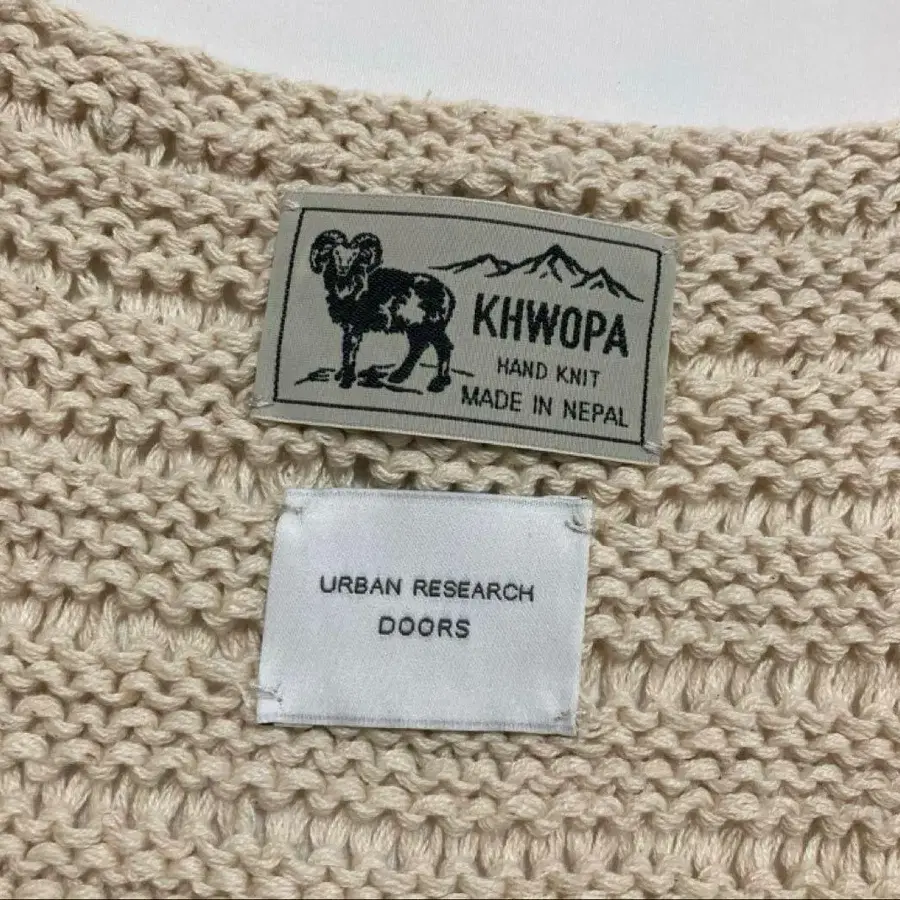 KHWOPA
HAND KNIT
MADE IN NEPAL
URBAN RESEARCH
DOORS